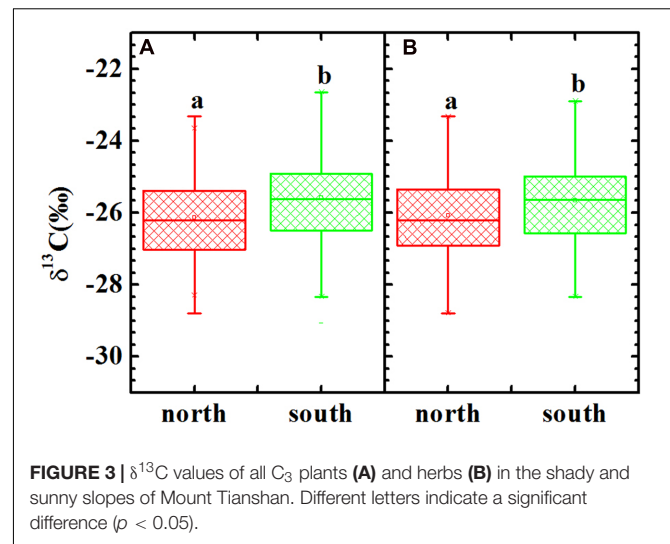 A
B
-22
-24
-26
-28
-30
δ¹³C(‰)
a
b
a
b
north
south
north
south
FIGURE 3 | δ¹³C values of all C₃ plants (A) and herbs (B) in the shady and
sunny slopes of Mount Tianshan. Different letters indicate a significant
difference (p < 0.05).